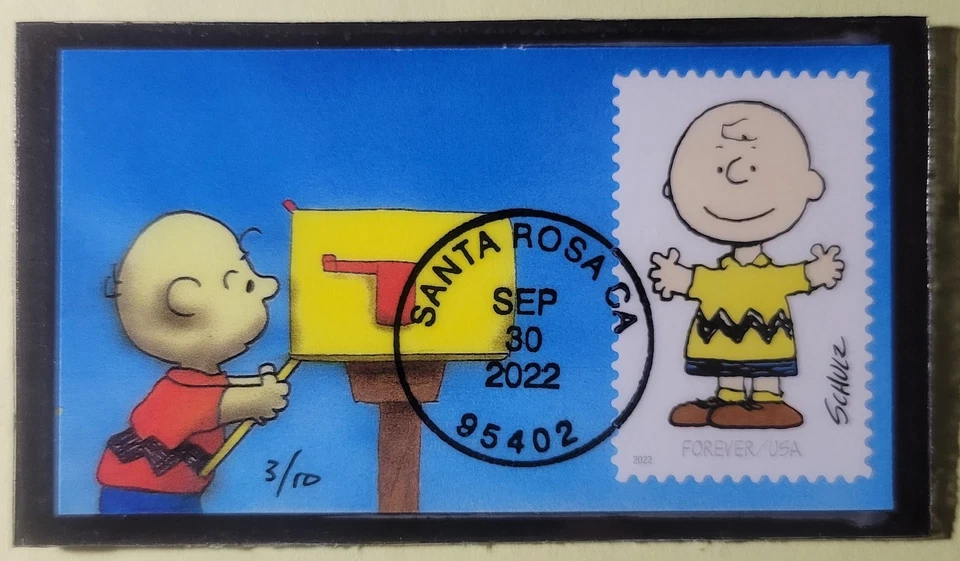 SANTA ROSA CA
SEP
30
2022
95402
3/10
SCHULZ
FOREVER/USA
2022